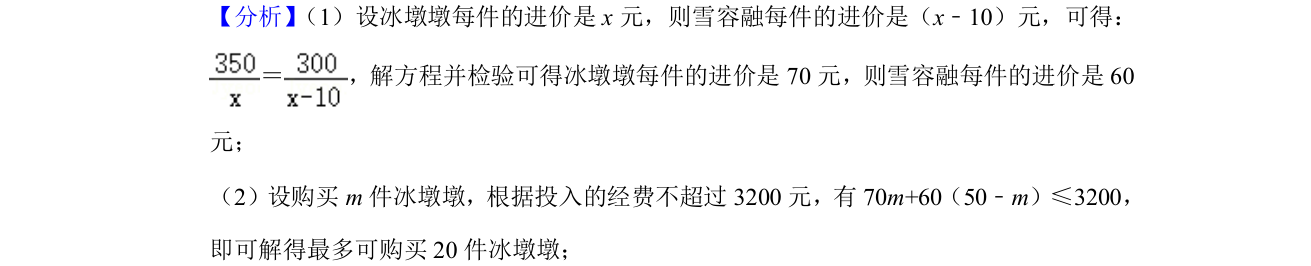 【分析】（1）设冰墩墩每件的进价是 x 元，则雪容融每件的进价是（x﹣10）元，可得：
350/x＝300/x-10，解方程并检验可得冰墩墩每件的进价是 70 元，则雪容融每件的进价是 60
元；
（2）设购买 m 件冰墩墩，根据投入的经费不超过 3200 元，有 70m+60（50﹣m）≤3200，
即可解得最多可购买 20 件冰墩墩；